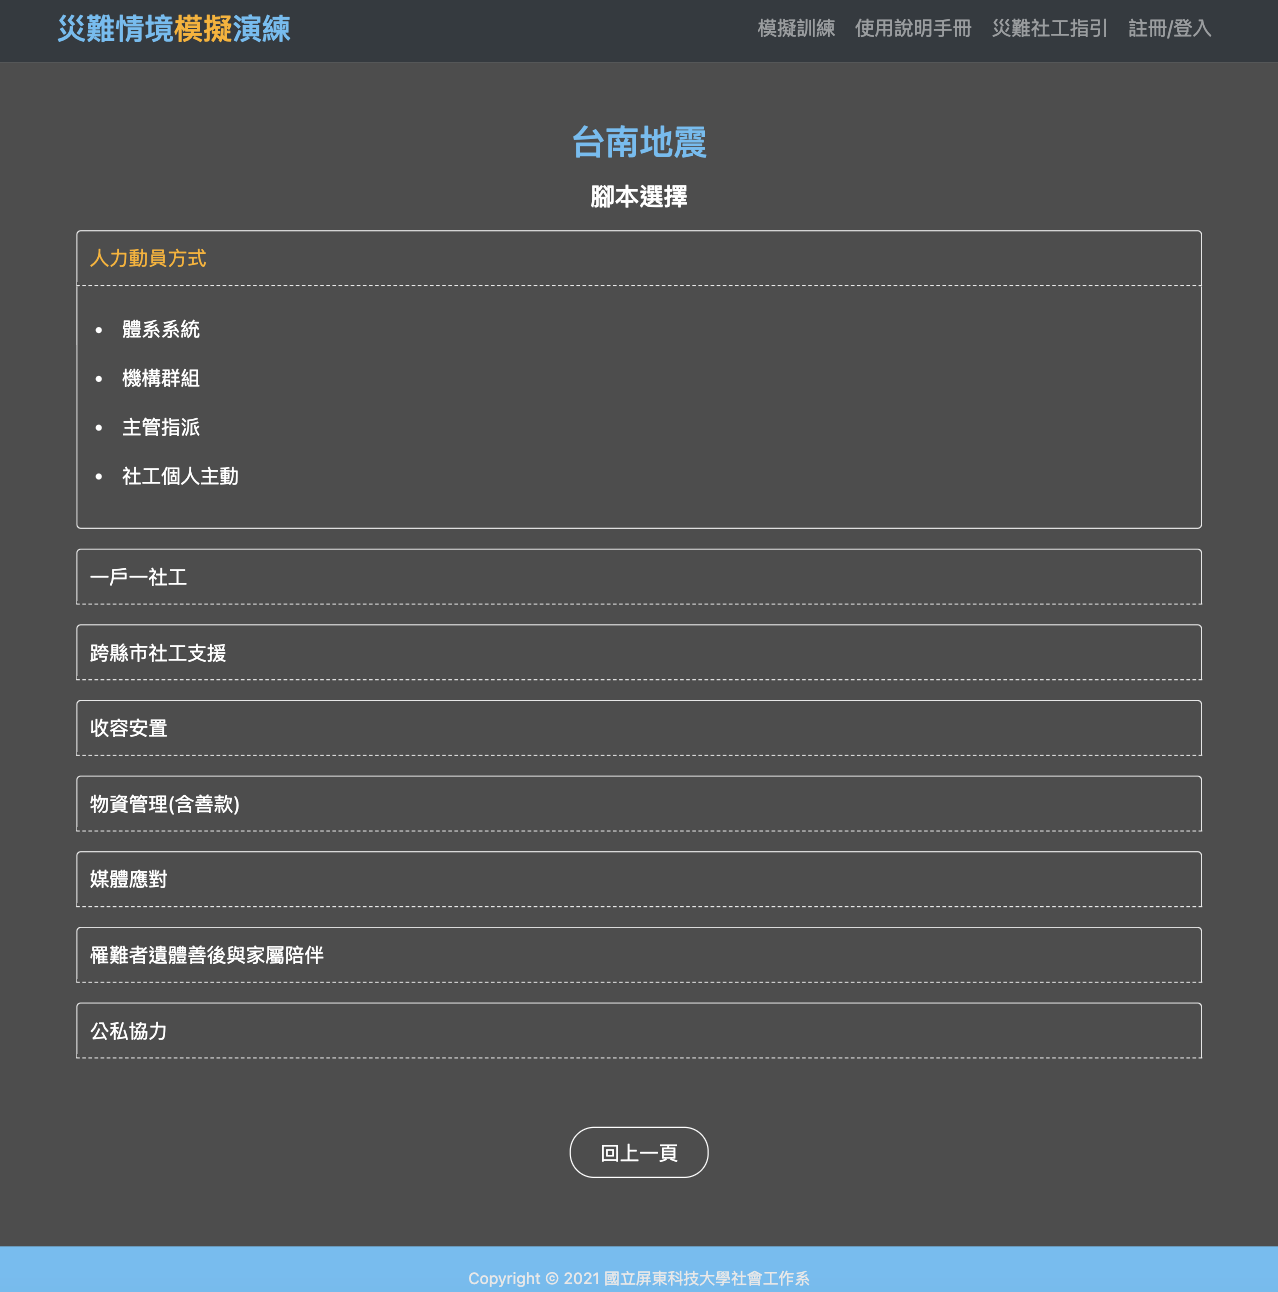 災難情境模擬演練
模擬訓練 使用說明手冊 災難社工指引 註冊/登入
台南地震
腳本選擇
人力動員方式
• 體系系統
• 機構群組
• 主管指派
• 社工個人主動
一戶一社工
跨縣市社工支援
收容安置
物資管理(含善款)
媒體應對
罹難者遺體善後與家屬陪伴
公私協力
回上一頁
Copyright © 2021 國立屏東科技大學社會工作系